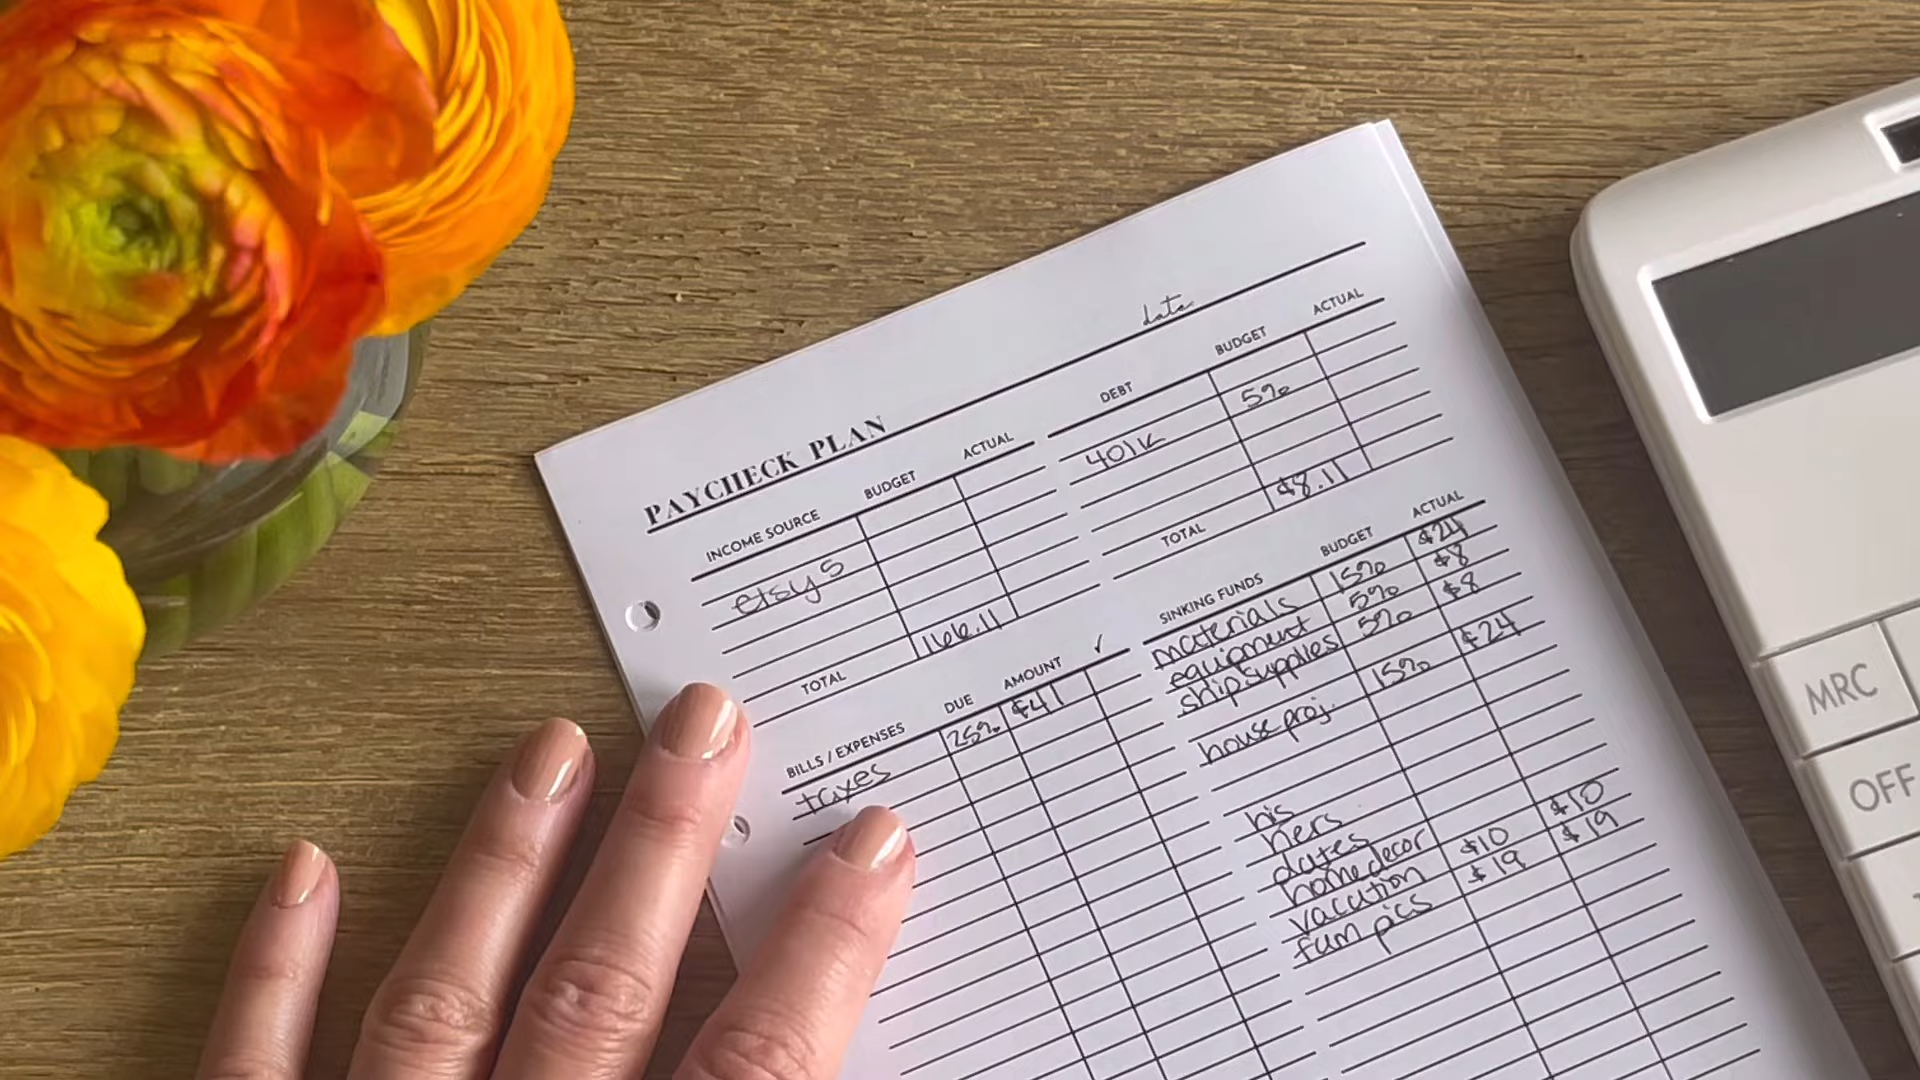 date
PAYCHECK PLAN
INCOME SOURCE BUDGET ACTUAL
etsy 5
TOTAL 166.11
DEBT BUDGET ACTUAL
401k 5%
TOTAL $8.11
BILLS / EXPENSES DUE AMOUNT ✓
taxes 25% $41
SINKING FUNDS BUDGET ACTUAL
materials 15% $24
equipment 5% $8
ship supplies 5% $8
house proj. 15% $24
his
hers
dates
home decor
vacation $10 $10
fam pics $19 $19
MRC
OFF